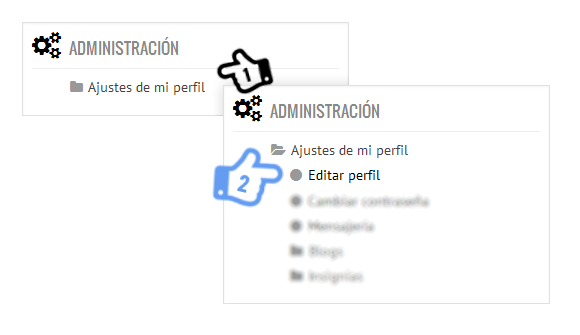 ADMINISTRACIÓN
Ajustes de mi perfil
1
ADMINISTRACIÓN
Ajustes de mi perfil
Editar perfil
2
Cambiar contraseña
Mensajería
Blogs
Insignias